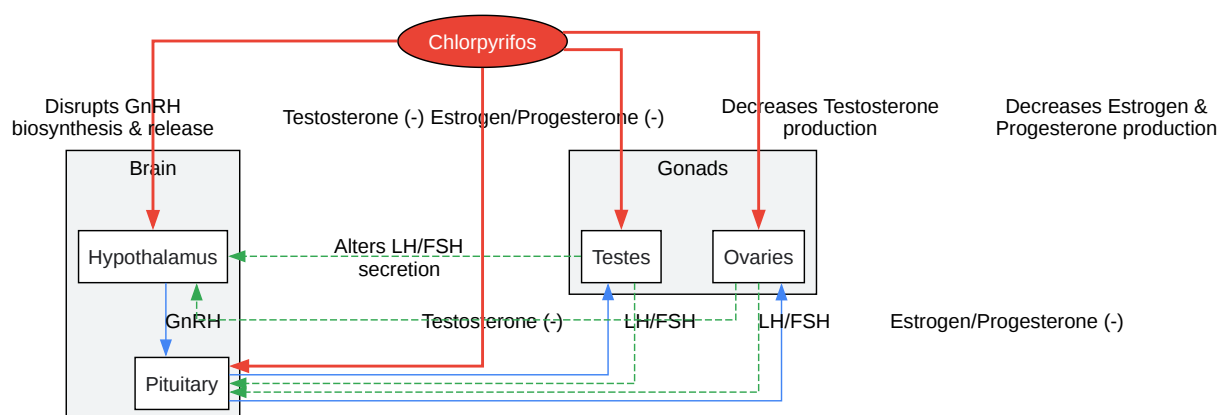 Chlorpyrifos
Disrupts GnRH
biosynthesis & release
Testosterone (-)
Estrogen/Progesterone (-)
Decreases Testosterone
production
Decreases Estrogen &
Progesterone production
Brain
Gonads
Hypothalamus
Alters LH/FSH
secretion
Testes
Ovaries
GnRH
Testosterone (-)
LH/FSH
LH/FSH
Estrogen/Progesterone (-)
Pituitary